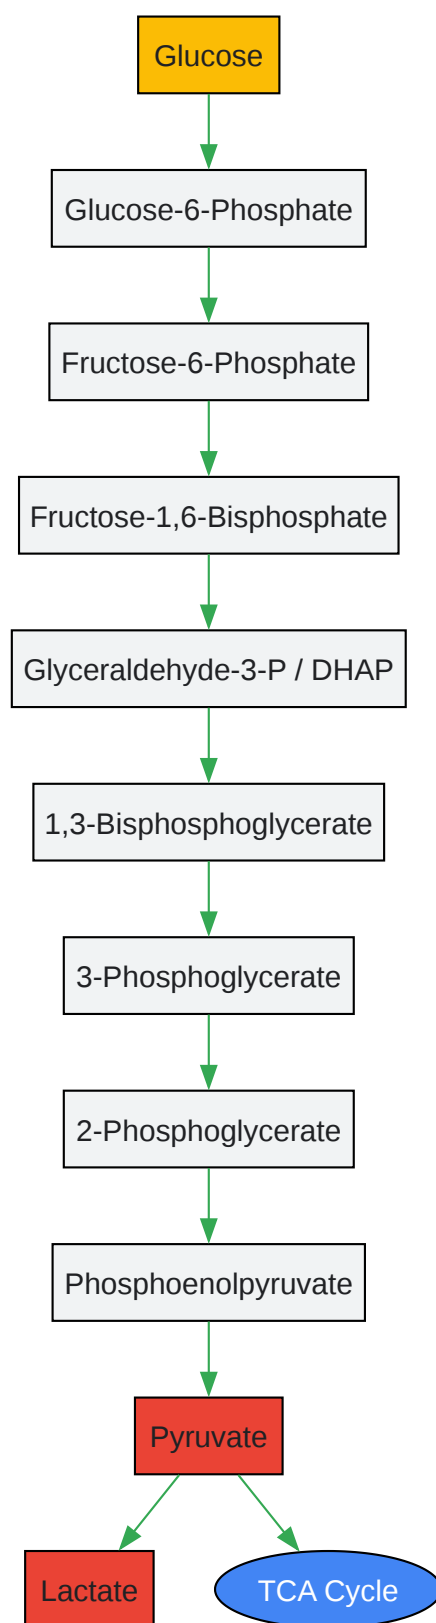 Glucose
Glucose-6-Phosphate
Fructose-6-Phosphate
Fructose-1,6-Bisphosphate
Glyceraldehyde-3-P / DHAP
1,3-Bisphosphoglycerate
3-Phosphoglycerate
2-Phosphoglycerate
Phosphoenolpyruvate
Pyruvate
Lactate
TCA Cycle